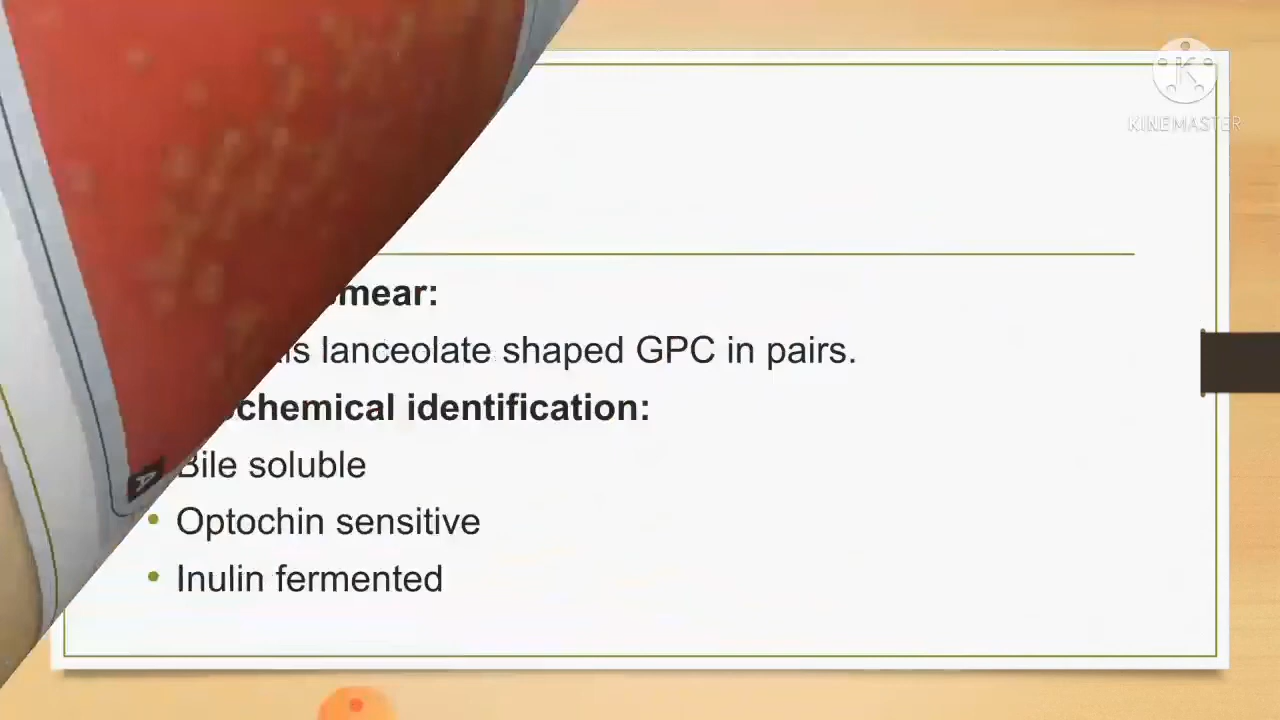 KINEMASTER
mear:
is lanceolate shaped GPC in pairs.
chemical identification:
Bile soluble
Optochin sensitive
Inulin fermented
A